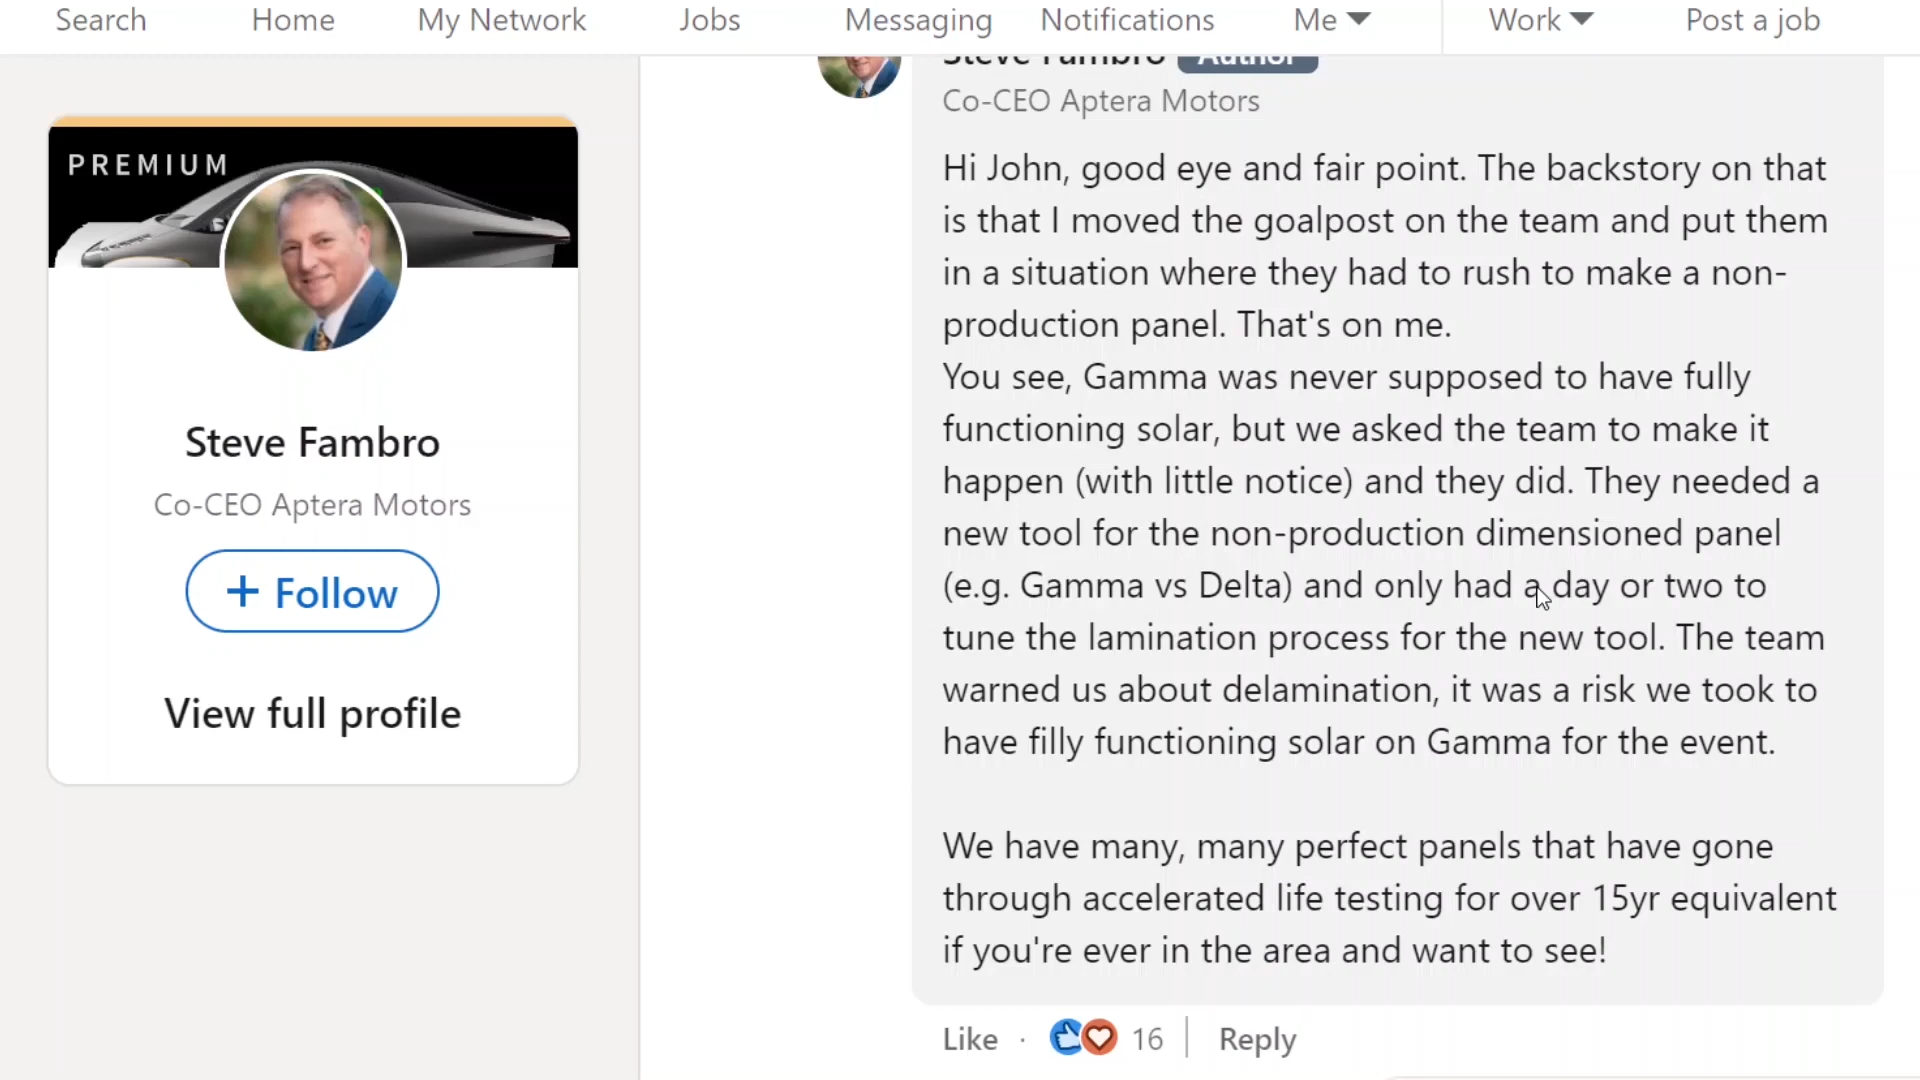 Search Home My Network Jobs Messaging Notifications Me Work Post a job
PREMIUM
Steve Fambro
Co-CEO Aptera Motors
+ Follow
View full profile
Steve Fambro Author
Co-CEO Aptera Motors
Hi John, good eye and fair point. The backstory on that
is that I moved the goalpost on the team and put them
in a situation where they had to rush to make a non-
production panel. That's on me.
You see, Gamma was never supposed to have fully
functioning solar, but we asked the team to make it
happen (with little notice) and they did. They needed a
new tool for the non-production dimensioned panel
(e.g. Gamma vs Delta) and only had a day or two to
tune the lamination process for the new tool. The team
warned us about delamination, it was a risk we took to
have filly functioning solar on Gamma for the event.
We have many, many perfect panels that have gone
through accelerated life testing for over 15yr equivalent
if you're ever in the area and want to see!
Like · 16 Reply